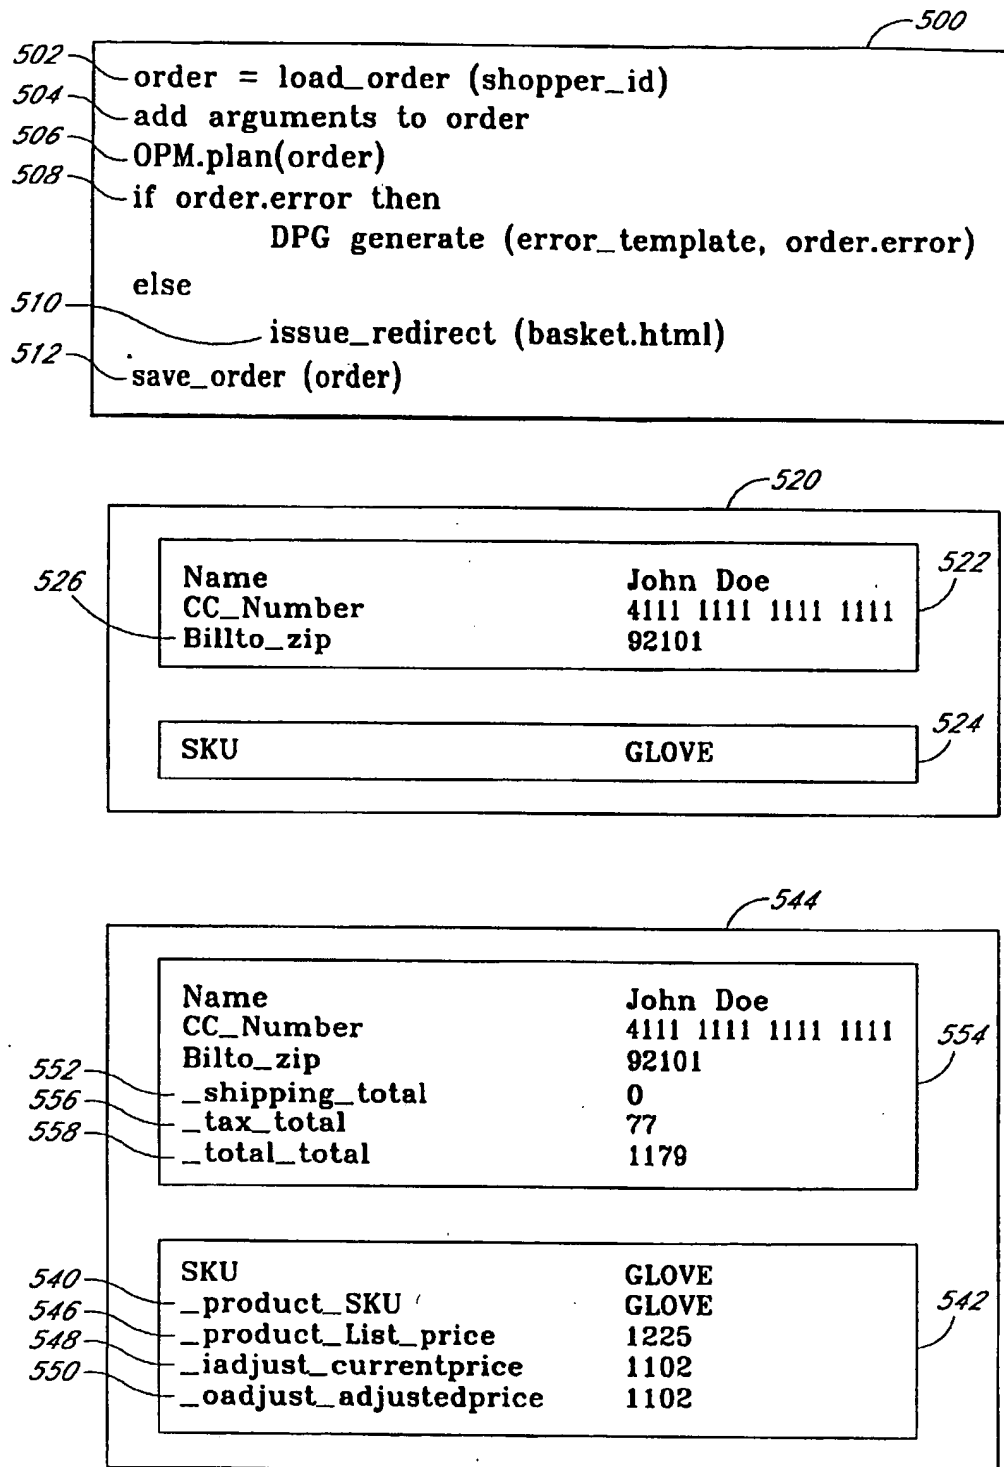 500
502 order = load_order (shopper_id)
504 add arguments to order
506 OPM.plan(order)
508 if order.error then
DPG generate (error_template, order.error)
else
510 issue_redirect (basket.html)
512 save_order (order)
520
522
526 Name John Doe
CC_Number 4111 1111 1111 1111
Billto_zip 92101
524
SKU GLOVE
544
Name John Doe
CC_Number 4111 1111 1111 1111 554
Bilto_zip 92101
552 _shipping_total 0
556 _tax_total 77
558 _total_total 1179
SKU GLOVE
540 _product_SKU GLOVE 542
546 _product_List_price 1225
548 _iadjust_currentprice 1102
550 _oadjust_adjustedprice 1102